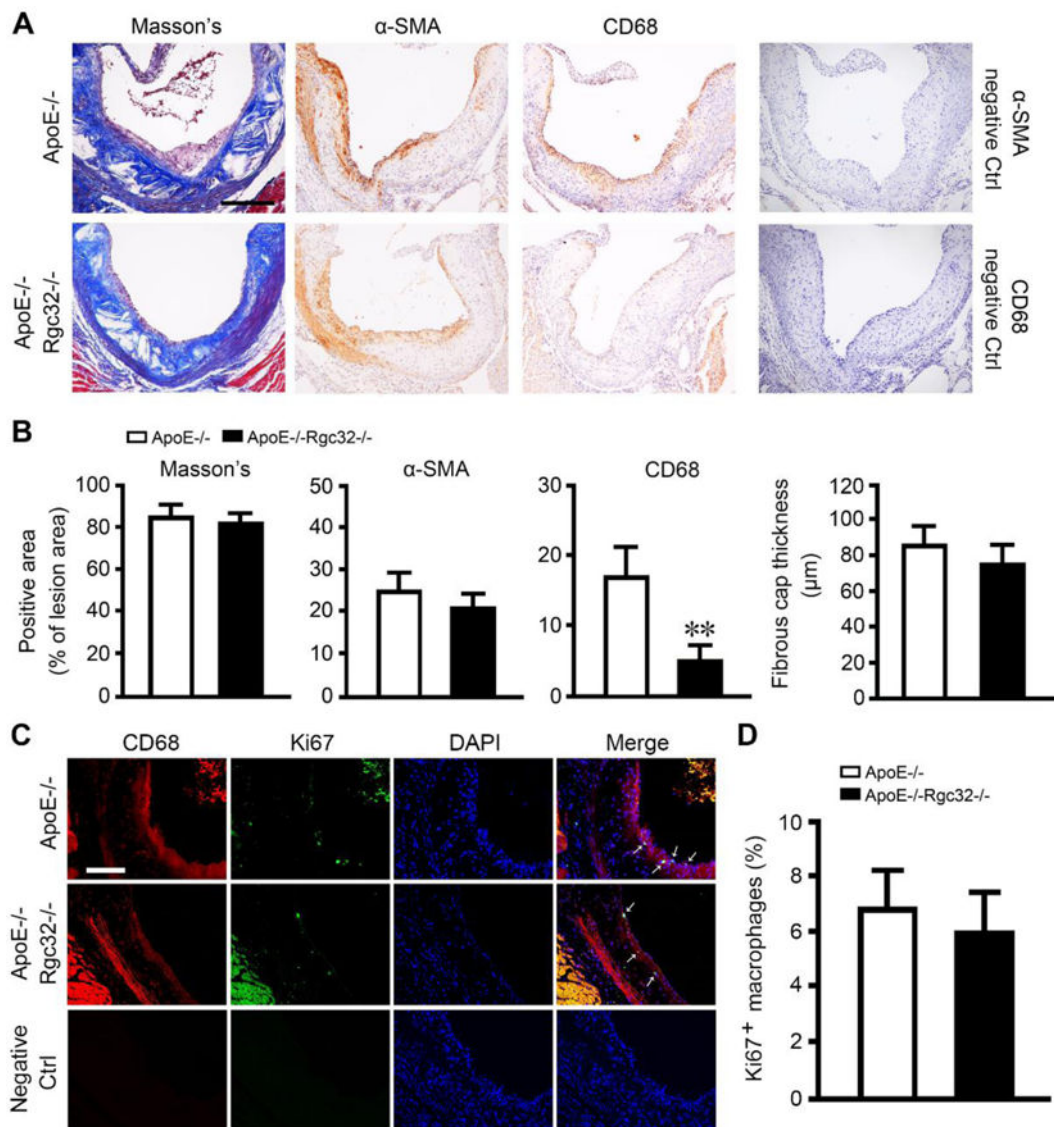 A
Masson's
α-SMA
CD68
ApoE-/-
α-SMA
negative Ctrl
ApoE-/-
Rgc32-/-
CD68
negative Ctrl
B
ApoE-/- ApoE-/-Rgc32-/-
Masson's
α-SMA
CD68
Positive area
(% of lesion area)
100
80
60
40
20
0
50
40
30
20
10
0
30
20
10
0
**
Fibrous cap thickness
(μm)
120
100
80
60
40
20
0
C
CD68
Ki67
DAPI
Merge
ApoE-/-
ApoE-/-
Rgc32-/-
Negative
Ctrl
D
ApoE-/-
ApoE-/-Rgc32-/-
Ki67+ macrophages (%)
10
8
6
4
2
0